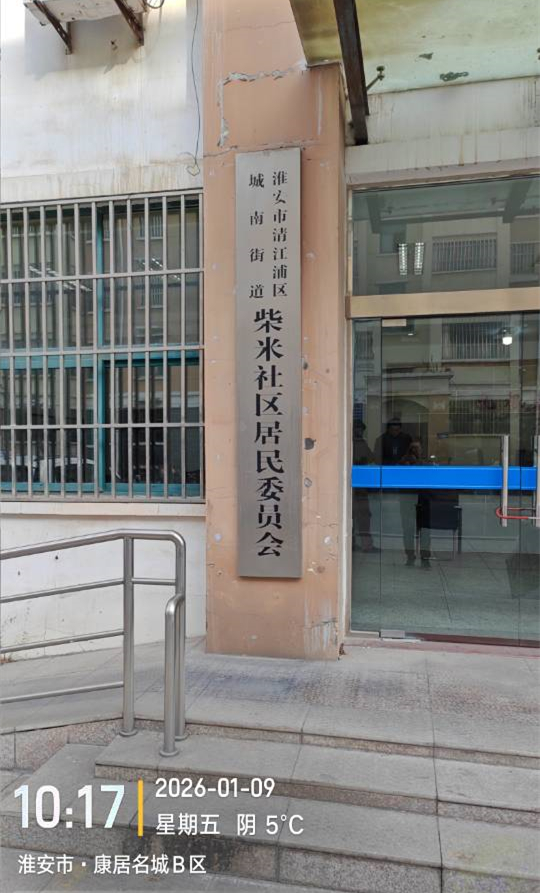 淮安市清江浦区
城南街道
柴米社区居民委员会
10:17
2026-01-09
星期五 阴 5°C
淮安市·康居名城B区